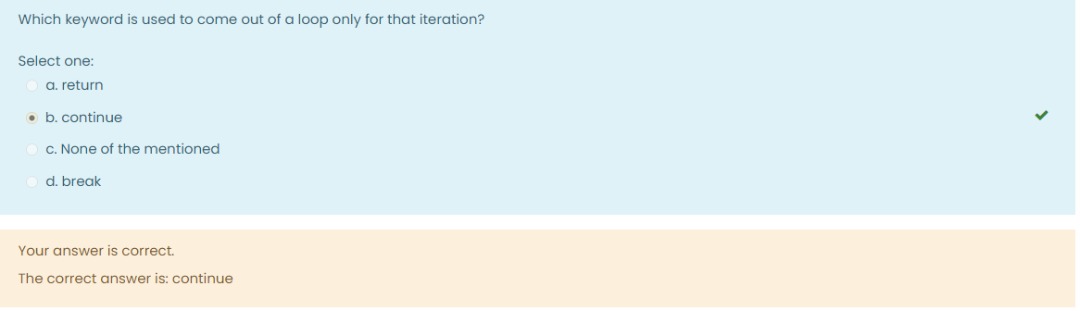 Which keyword is used to come out of a loop only for that iteration?
Select one:
a. return
b. continue
c. None of the mentioned
d. break
Your answer is correct.
The correct answer is: continue